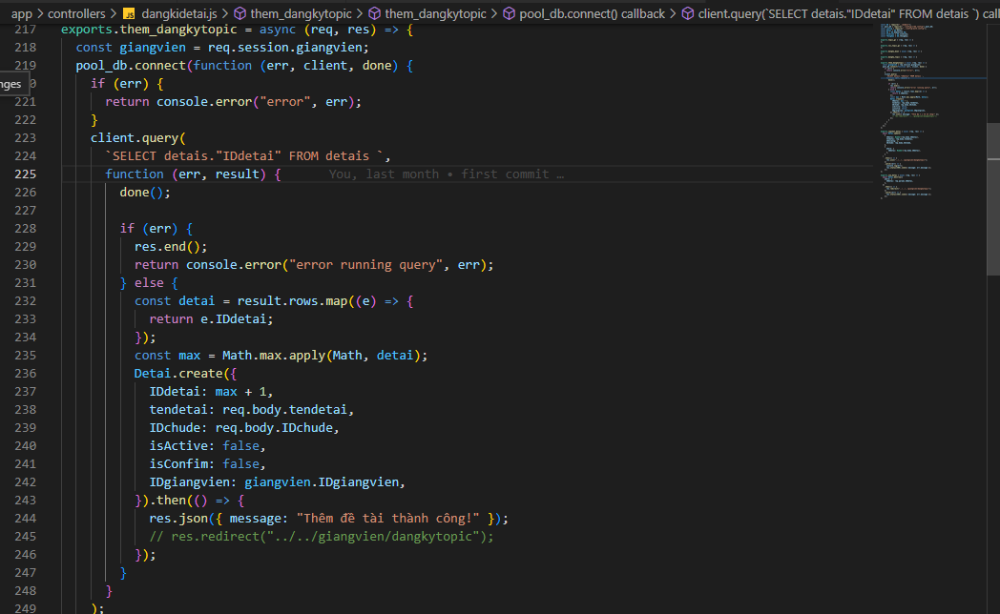 app > controllers > JS dangkidetai.js > them_dangkytopic > them_dangkytopic > pool_db.connect() callback > client.query(`SELECT detais."IDdetai" FROM detais `) call
217 exports.them_dangkytopic = async (req, res) => {
218 const giangvien = req.session.giangvien;
219 pool_db.connect(function (err, client, done) {
nges 0 if (err) {
221 return console.error("error", err);
222 }
223 client.query(
224 `SELECT detais."IDdetai" FROM detais `,
225 function (err, result) { You, last month • first commit …
226 done();
227
228 if (err) {
229 res.end();
230 return console.error("error running query", err);
231 } else {
232 const detai = result.rows.map((e) => {
233 return e.IDdetai;
234 });
235 const max = Math.max.apply(Math, detai);
236 Detai.create({
237 IDdetai: max + 1,
238 tendetai: req.body.tendetai,
239 IDchude: req.body.IDchude,
240 isActive: false,
241 isConfim: false,
242 IDgiangvien: giangvien.IDgiangvien,
243 }).then(() => {
244 res.json({ message: "Thêm đề tài thành công!" });
245 // res.redirect("../../giangvien/dangkytopic");
246 });
247 }
248 }
249 );